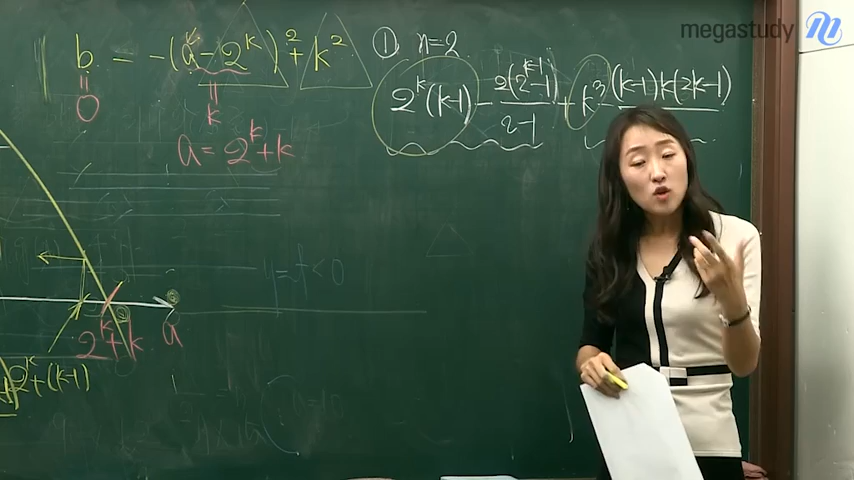 megastudy
b = -(a-2^k)^2+k^2
① n=2
2^k(k-1) - 2(2^{k-1}-1) + k^3 - (k-1)k(2k-1)
2-1
0
k
a=2^k+k
y=f<0
2^k+k
a
2^k+(k-1)